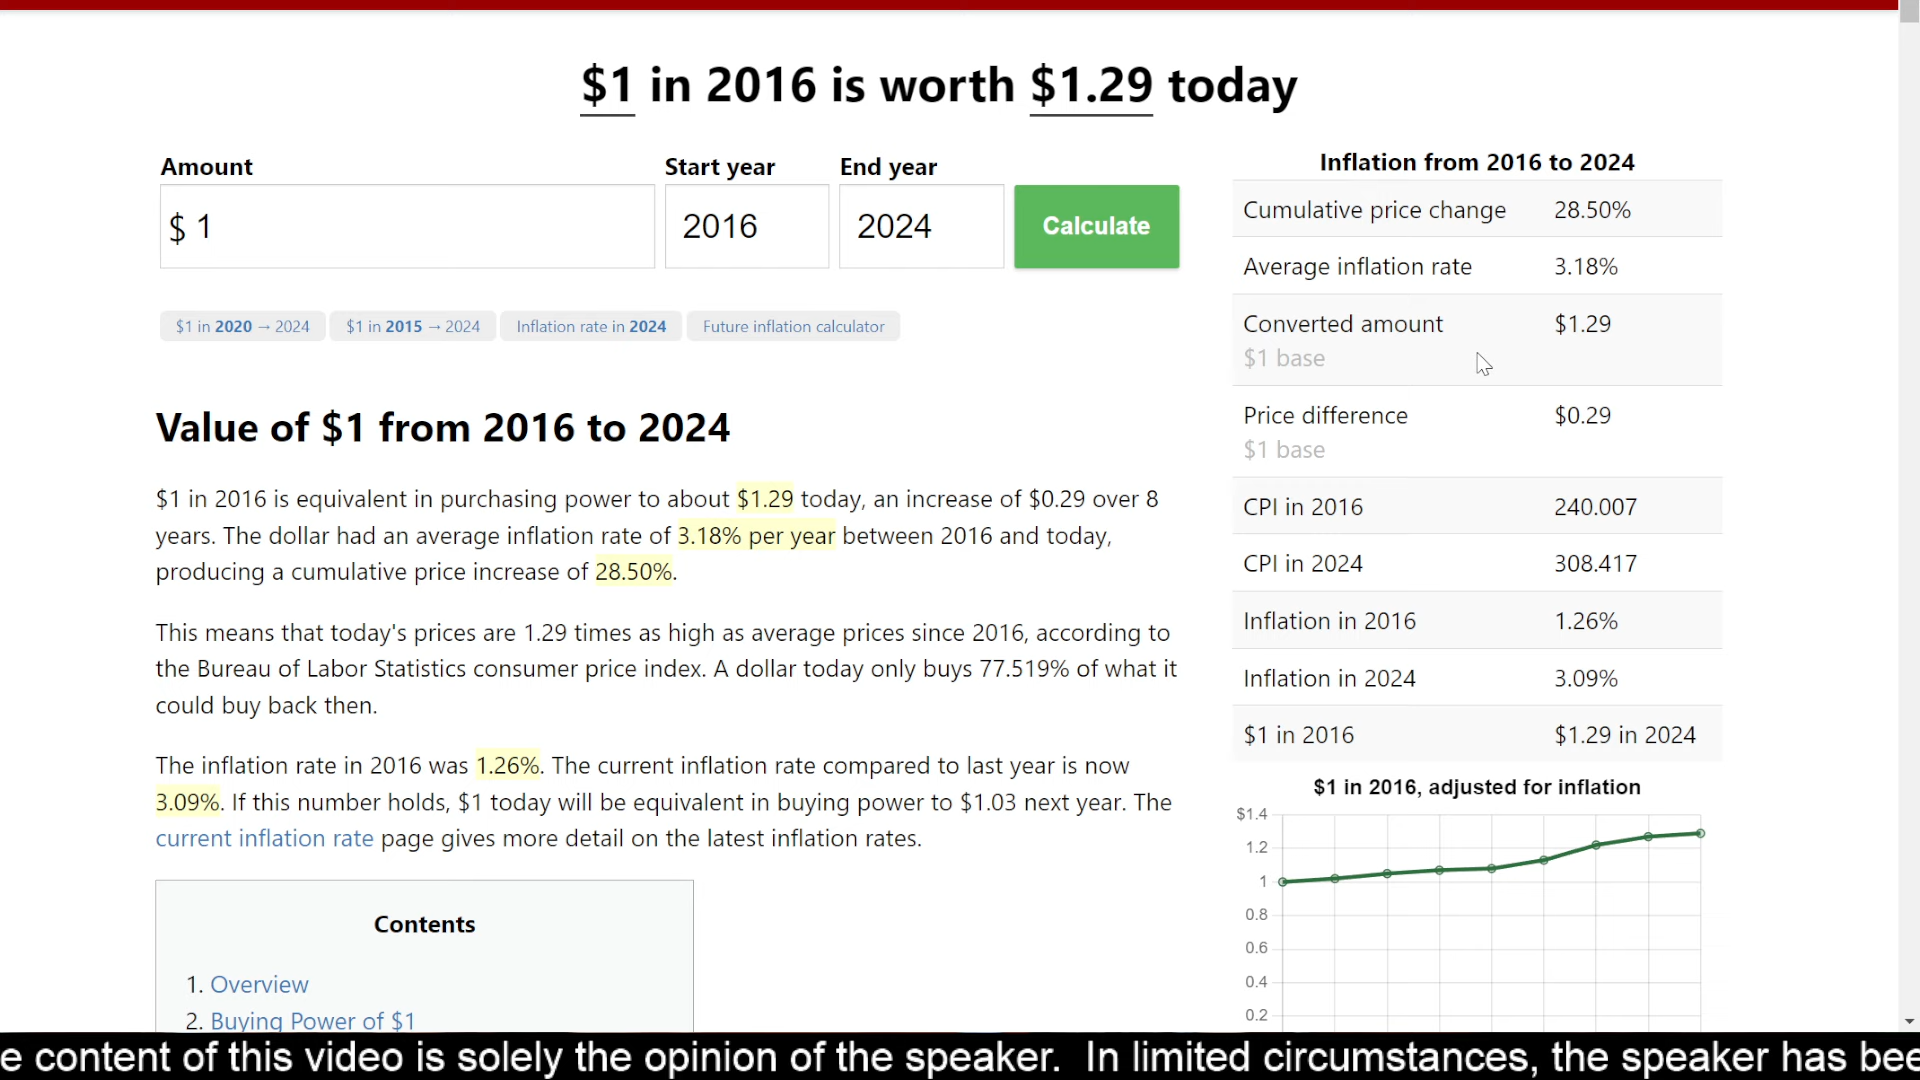 $1 in 2016 is worth $1.29 today
Amount
Start year
End year
$ 1
2016
2024
Calculate
$1 in 2020 → 2024
$1 in 2015 → 2024
Inflation rate in 2024
Future inflation calculator
Value of $1 from 2016 to 2024
$1 in 2016 is equivalent in purchasing power to about $1.29 today, an increase of $0.29 over 8
years. The dollar had an average inflation rate of 3.18% per year between 2016 and today,
producing a cumulative price increase of 28.50%.
This means that today's prices are 1.29 times as high as average prices since 2016, according to
the Bureau of Labor Statistics consumer price index. A dollar today only buys 77.519% of what it
could buy back then.
The inflation rate in 2016 was 1.26%. The current inflation rate compared to last year is now
3.09%. If this number holds, $1 today will be equivalent in buying power to $1.03 next year. The
current inflation rate page gives more detail on the latest inflation rates.
Contents
1. Overview
2. Buying Power of $1
Inflation from 2016 to 2024
Cumulative price change 28.50%
Average inflation rate 3.18%
Converted amount $1.29
$1 base
Price difference $0.29
$1 base
CPI in 2016 240.007
CPI in 2024 308.417
Inflation in 2016 1.26%
Inflation in 2024 3.09%
$1 in 2016 $1.29 in 2024
$1 in 2016, adjusted for inflation
$1.4
1.2
1
0.8
0.6
0.4
0.2
e content of this video is solely the opinion of the speaker. In limited circumstances, the speaker has bee